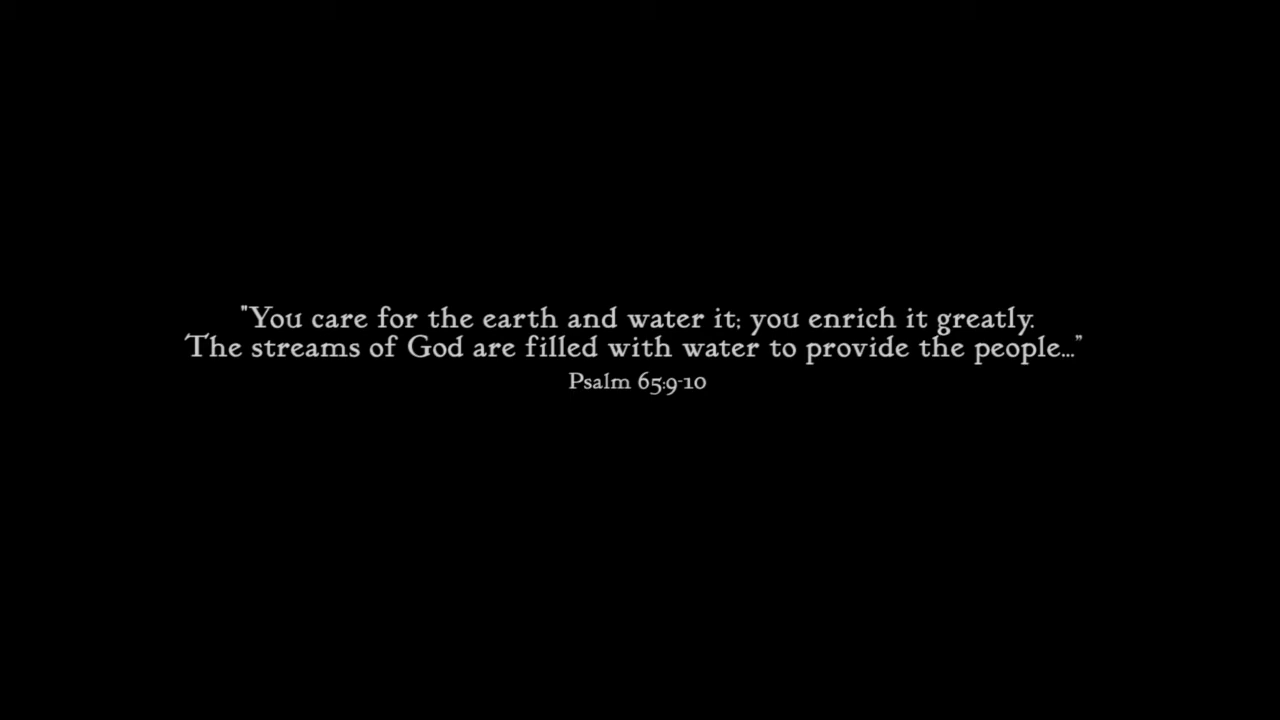 "You care for the earth and water it; you enrich it greatly.
The streams of God are filled with water to provide the people..."
Psalm 65:9-10